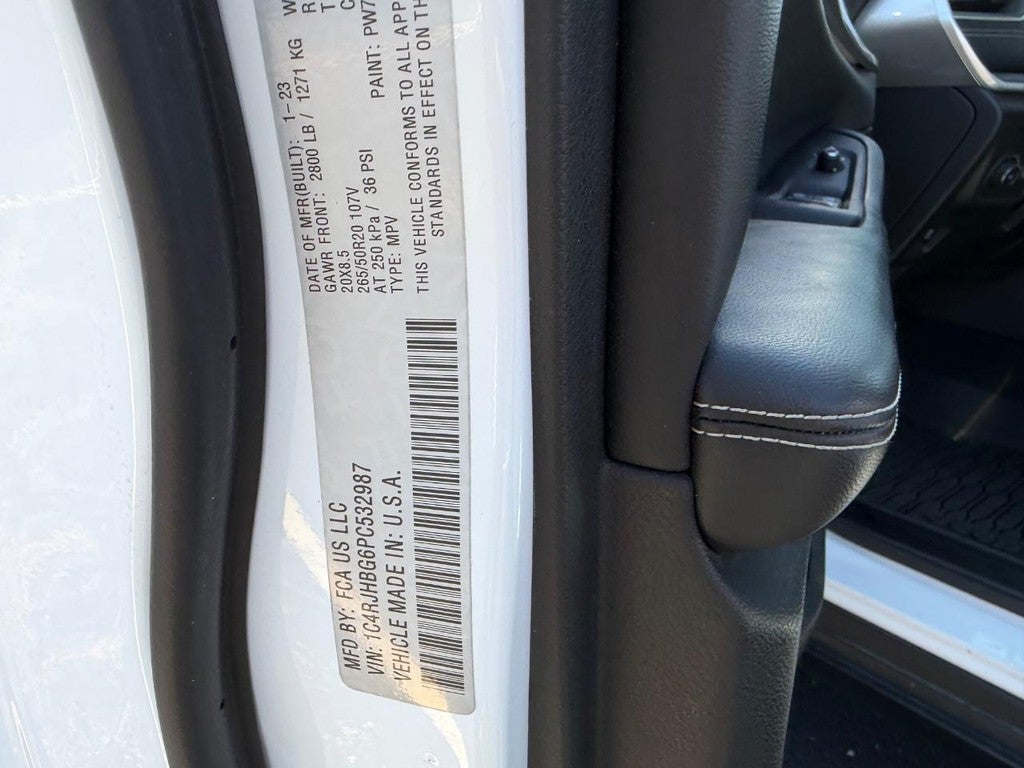 MFD BY: FCA US LLC
DATE OF MFR(BUILT): 1-23
GAWR FRONT: 2800 LB / 1271 KG
20X8.5
265/50R20 107V
AT 250 kPa / 36 PSI
VIN: 1C4RJHBG6PC532987
TYPE: MPV
PAINT: PW7
VEHICLE MADE IN: U.S.A.
THIS VEHICLE CONFORMS TO ALL APP
STANDARDS IN EFFECT ON TH